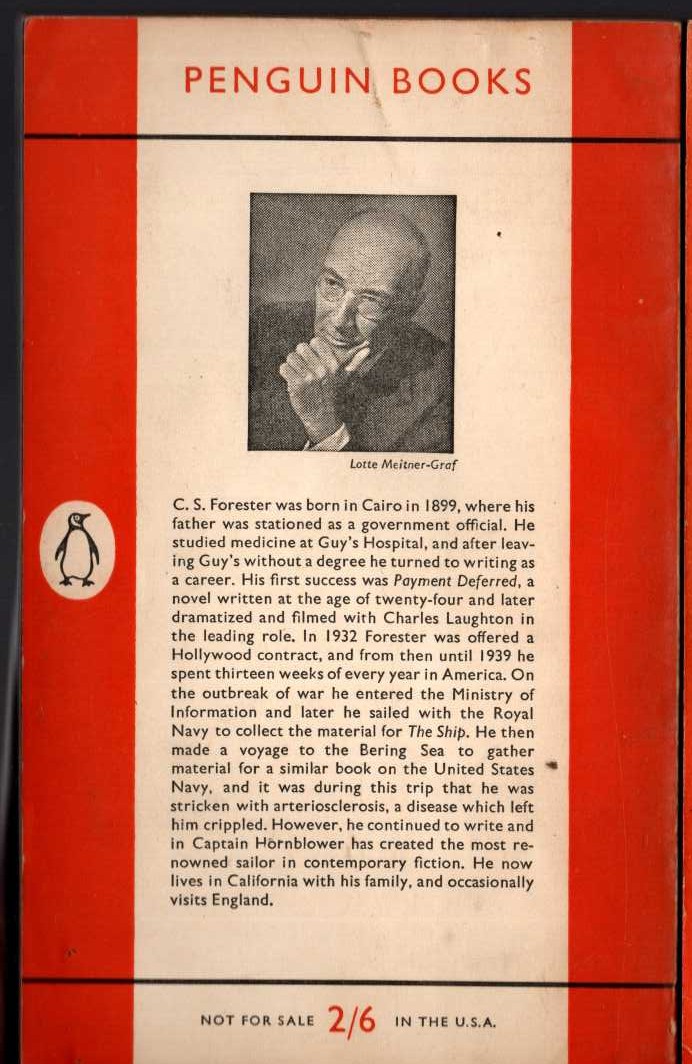 PENGUIN BOOKS
Lotte Meitner-Graf
C. S. Forester was born in Cairo in 1899, where his
father was stationed as a government official. He
studied medicine at Guy's Hospital, and after leav-
ing Guy's without a degree he turned to writing as
a career. His first success was Payment Deferred, a
novel written at the age of twenty-four and later
dramatized and filmed with Charles Laughton in
the leading role. In 1932 Forester was offered a
Hollywood contract, and from then until 1939 he
spent thirteen weeks of every year in America. On
the outbreak of war he entered the Ministry of
Information and later he sailed with the Royal
Navy to collect the material for The Ship. He then
made a voyage to the Bering Sea to gather
material for a similar book on the United States
Navy, and it was during this trip that he was
stricken with arteriosclerosis, a disease which left
him crippled. However, he continued to write and
in Captain Hornblower has created the most re-
nowned sailor in contemporary fiction. He now
lives in California with his family, and occasionally
visits England.
NOT FOR SALE 2/6 IN THE U.S.A.